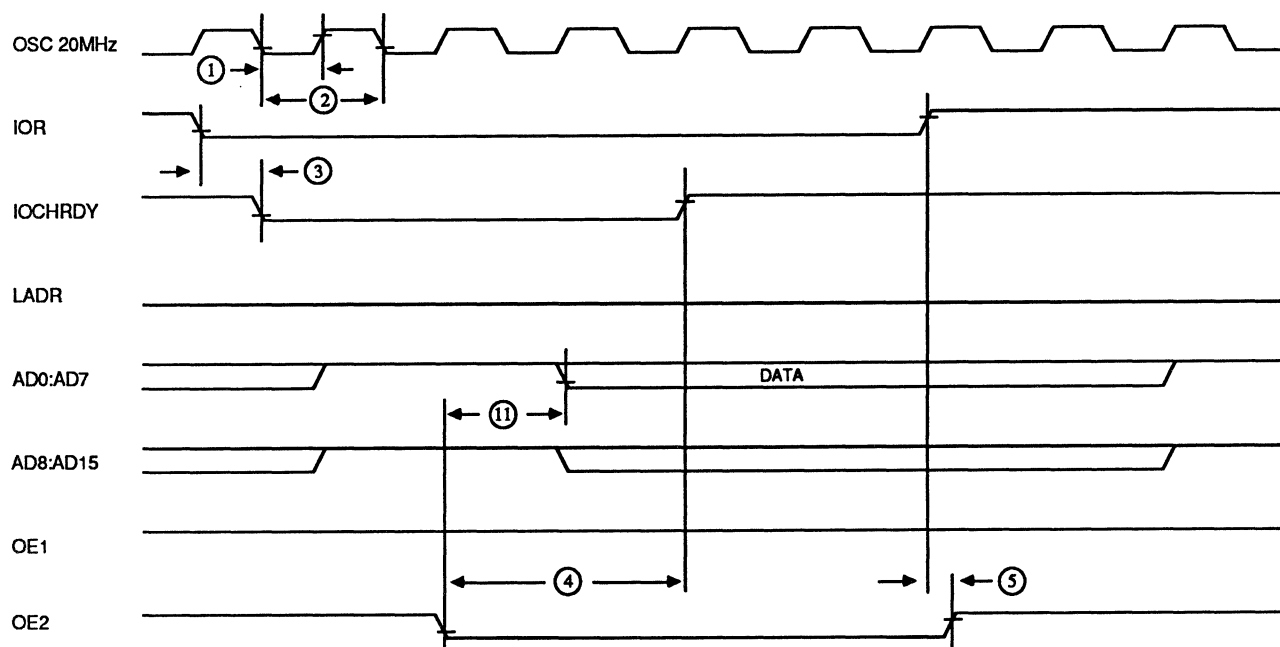 OSC 20MHz
1
2
IOR
3
IOCHRDY
LADR
AD0:AD7
DATA
11
AD8:AD15
OE1
4
5
OE2